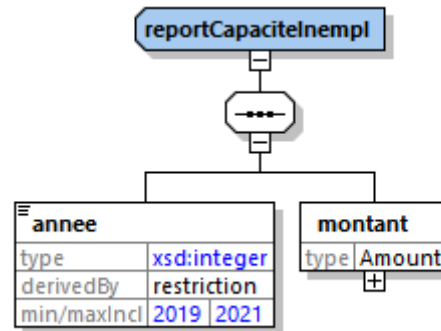 reportCapaciteInempl
annee
type xsd:integer
derivedBy restriction
min/maxIncl 2019 2021
montant
type Amount